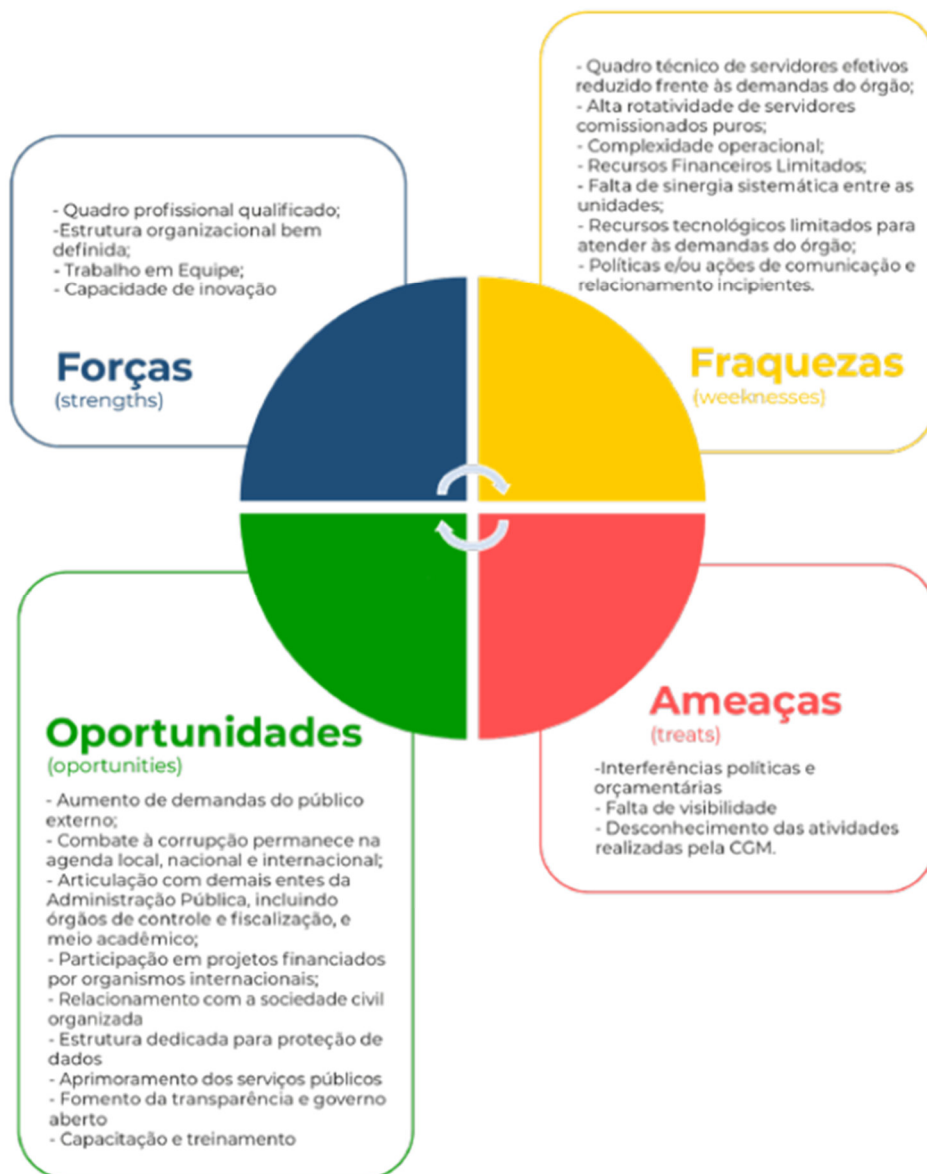 - Quadro profissional qualificado;
-Estrutura organizacional bem
definida;
- Trabalho em Equipe;
- Capacidade de inovação
Forças
(strengths)
- Quadro técnico de servidores efetivos
reduzido frente às demandas do órgão;
- Alta rotatividade de servidores
comissionados puros;
- Complexidade operacional;
- Recursos Financeiros Limitados;
- Falta de sinergia sistemática entre as
unidades;
- Recursos tecnológicos limitados para
atender às demandas do órgão;
- Políticas e/ou ações de comunicação e
relacionamento incipientes.
Fraquezas
(weeknesses)
Oportunidades
(oportunities)
- Aumento de demandas do público
externo;
- Combate à corrupção permanece na
agenda local, nacional e internacional;
- Articulação com demais entes da
Administração Pública, incluindo
órgãos de controle e fiscalização, e
meio acadêmico;
- Participação em projetos financiados
por organismos internacionais;
- Relacionamento com a sociedade civil
organizada
- Estrutura dedicada para proteção de
dados
- Aprimoramento dos serviços públicos
- Fomento da transparência e governo
aberto
- Capacitação e treinamento
Ameaças
(treats)
-Interferências políticas e
orçamentárias
- Falta de visibilidade
- Desconhecimento das atividades
realizadas pela CGM.